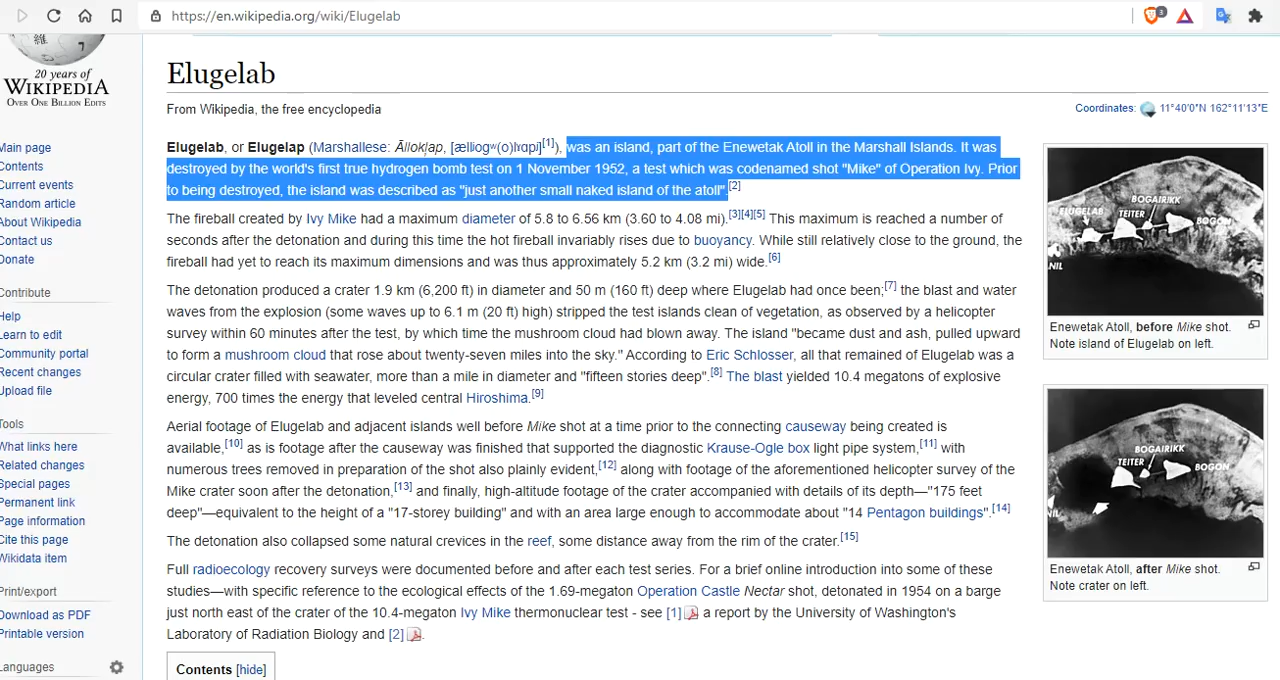 https://en.wikipedia.org/wiki/Elugelab
3
維
7
20 years of
WIKIPEDIA
OVER ONE BILLION EDITS
Main page
Contents
Current events
Random article
About Wikipedia
Contact us
Donate
Contribute
Help
Learn to edit
Community portal
Recent changes
Upload file
Tools
What links here
Related changes
Special pages
Permanent link
Page information
Cite this page
Wikidata item
Print/export
Download as PDF
Printable version
Languages
Elugelab
From Wikipedia, the free encyclopedia
Coordinates: 11°40′0″N 162°11′13″E
Elugelab, or Elugelap (Marshallese: Āllokļap, [ælliogʷ(o)lˠɑpʲ][1]), was an island, part of the Enewetak Atoll in the Marshall Islands. It was
destroyed by the world's first true hydrogen bomb test on 1 November 1952, a test which was codenamed shot "Mike" of Operation Ivy. Prior
to being destroyed, the island was described as "just another small naked island of the atoll".[2]
The fireball created by Ivy Mike had a maximum diameter of 5.8 to 6.56 km (3.60 to 4.08 mi).[3][4][5] This maximum is reached a number of
seconds after the detonation and during this time the hot fireball invariably rises due to buoyancy. While still relatively close to the ground, the
fireball had yet to reach its maximum dimensions and was thus approximately 5.2 km (3.2 mi) wide.[6]
The detonation produced a crater 1.9 km (6,200 ft) in diameter and 50 m (160 ft) deep where Elugelab had once been;[7] the blast and water
waves from the explosion (some waves up to 6.1 m (20 ft) high) stripped the test islands clean of vegetation, as observed by a helicopter
survey within 60 minutes after the test, by which time the mushroom cloud had blown away. The island "became dust and ash, pulled upward
to form a mushroom cloud that rose about twenty-seven miles into the sky." According to Eric Schlosser, all that remained of Elugelab was a
circular crater filled with seawater, more than a mile in diameter and "fifteen stories deep".[8] The blast yielded 10.4 megatons of explosive
energy, 700 times the energy that leveled central Hiroshima.[9]
Aerial footage of Elugelab and adjacent islands well before Mike shot at a time prior to the connecting causeway being created is
available,[10] as is footage after the causeway was finished that supported the diagnostic Krause-Ogle box light pipe system,[11] with
numerous trees removed in preparation of the shot also plainly evident,[12] along with footage of the aforementioned helicopter survey of the
Mike crater soon after the detonation,[13] and finally, high-altitude footage of the crater accompanied with details of its depth—"175 feet
deep"—equivalent to the height of a "17-storey building" and with an area large enough to accommodate about "14 Pentagon buildings".[14]
The detonation also collapsed some natural crevices in the reef, some distance away from the rim of the crater.[15]
Full radioecology recovery surveys were documented before and after each test series. For a brief online introduction into some of these
studies—with specific reference to the ecological effects of the 1.69-megaton Operation Castle Nectar shot, detonated in 1954 on a barge
just north east of the crater of the 10.4-megaton Ivy Mike thermonuclear test - see [1] a report by the University of Washington's
Laboratory of Radiation Biology and [2].
Contents [hide]
ELUGELAB
TEITER
BOGAIRIKK
BOGON
NIL
Enewetak Atoll, before Mike shot.
Note island of Elugelab on left.
BOGAIRIKK
TEITER
BOGON
NIL
Enewetak Atoll, after Mike shot.
Note crater on left.